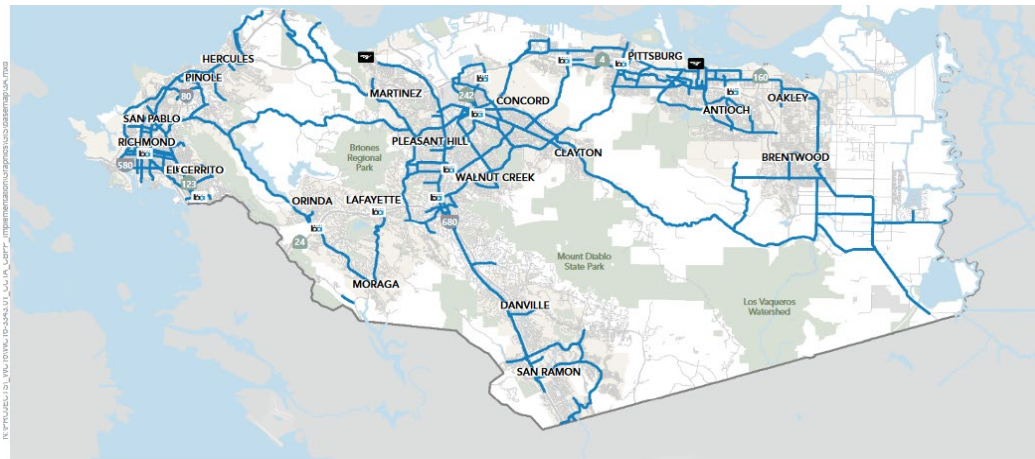 HERCULES
PINOLE
80
SAN PABLO
RICHMOND
580
EL CERRITO
123
MARTINEZ
242
CONCORD
4
PITTSBURG
160
ANTIOCH
OAKLEY
PLEASANT HILL
Briones
Regional
Park
CLAYTON
BRENTWOOD
WALNUT CREEK
ORINDA
LAFAYETTE
680
24
MORAGA
Mount Diablo
State Park
DANVILLE
Los Vaqueros
Watershed
SAN RAMON